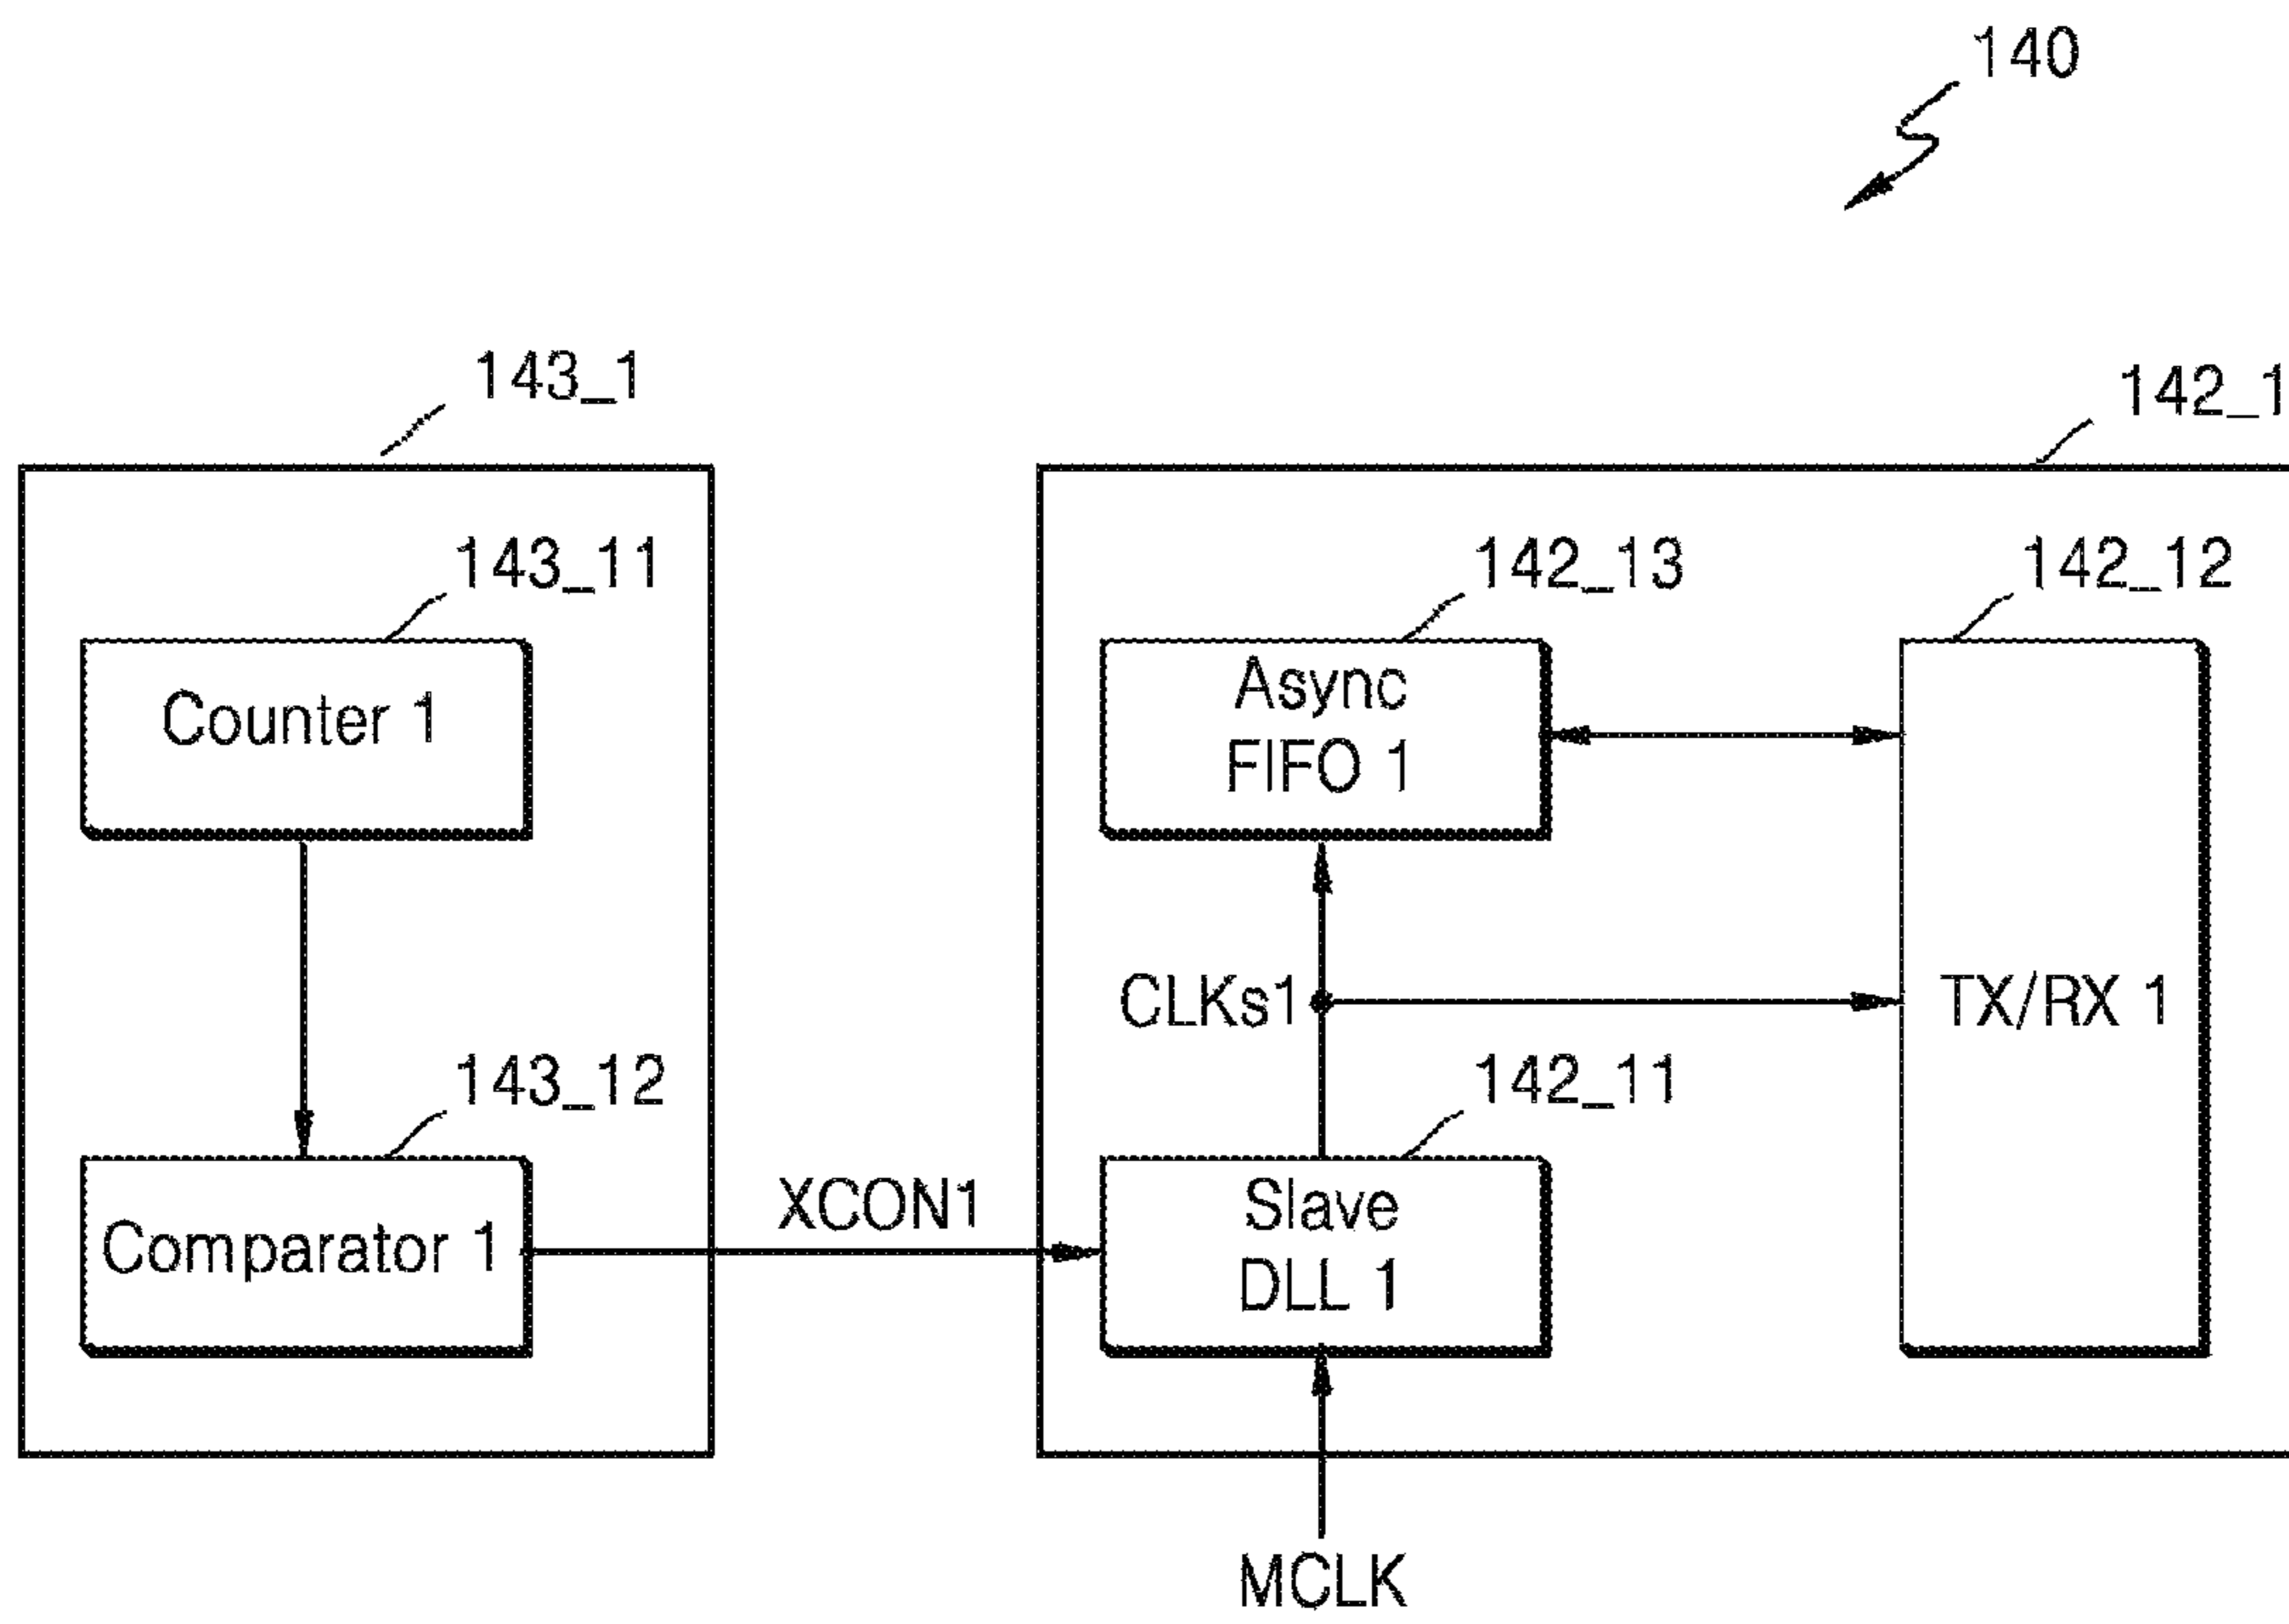 140
143_1
142_1
143_11
142_13
142_12
Counter 1
Async
FIFO 1
CLKs1
TX/RX 1
143_12
142_11
Comparator 1
XCON1
Slave
DLL 1
MCLK